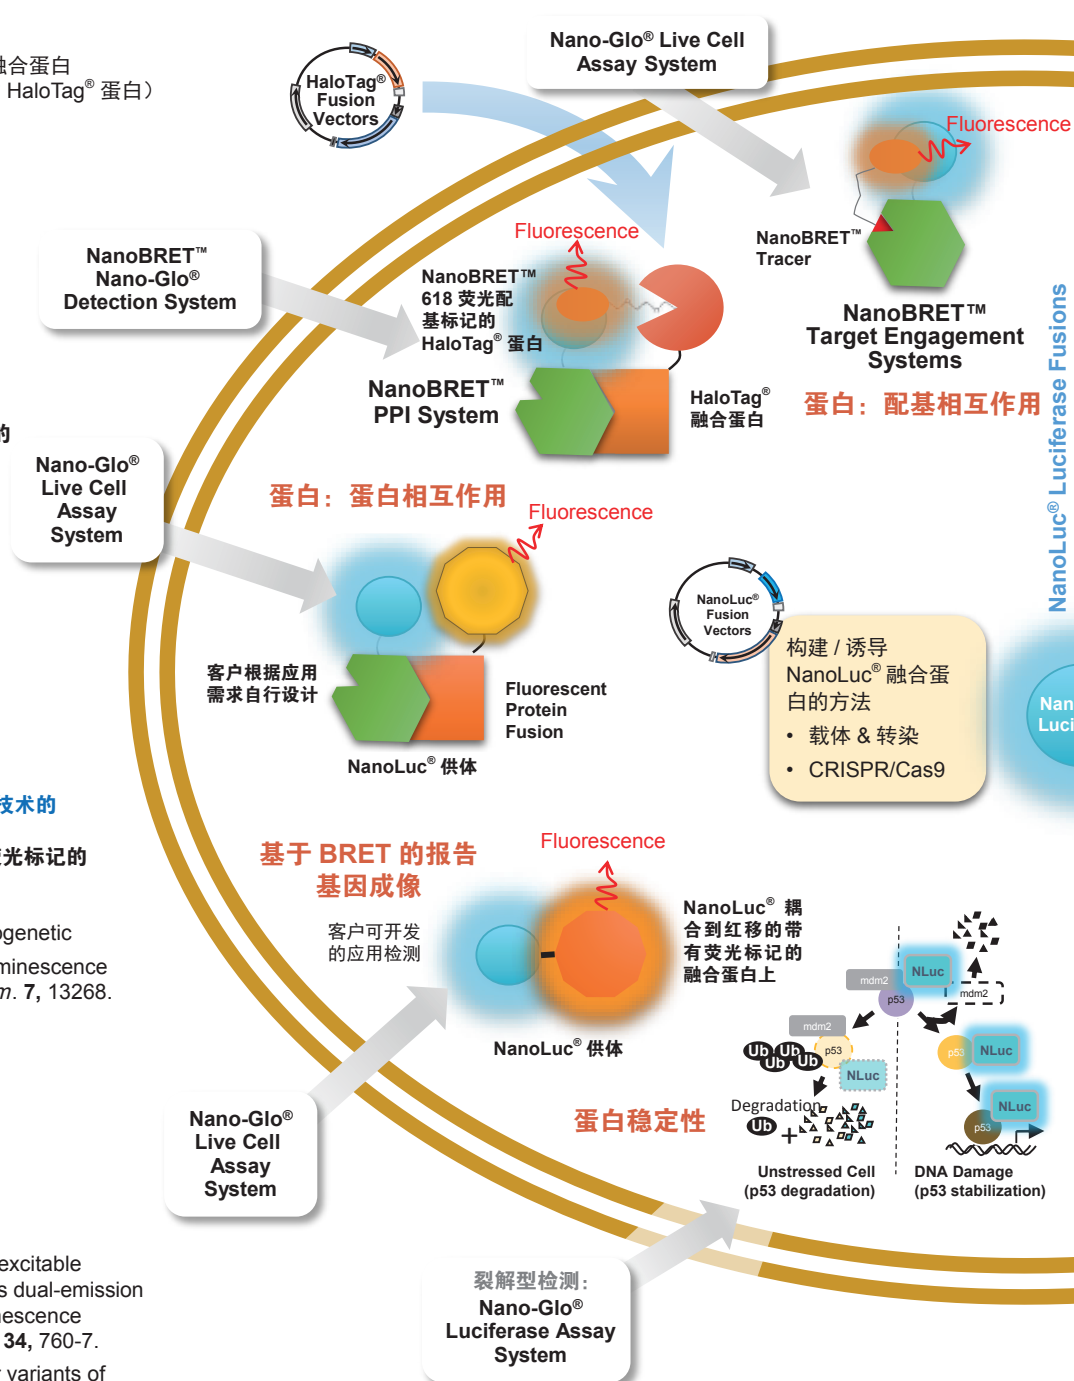 融合蛋白
HaloTag® 蛋白）
HaloTag®
Fusion
Vectors
Nano-Glo® Live Cell
Assay System
Fluorescence
NanoBRET™
Tracer
NanoBRET™
Target Engagement
Systems
蛋白：配基相互作用
NanoBRET™
Nano-Glo®
Detection System
Fluorescence
NanoBRET™
618 荧光配
基标记的
HaloTag® 蛋白
NanoBRET™
PPI System
HaloTag®
融合蛋白
蛋白：蛋白相互作用
的
Nano-Glo®
Live Cell
Assay
System
Fluorescence
客户根据应用
需求自行设计
Fluorescent
Protein
Fusion
NanoLuc® 供体
NanoLuc® Luciferase Fusions
NanoLuc®
Fusion
Vectors
构建 / 诱导
NanoLuc® 融合蛋
白的方法
• 载体 & 转染
• CRISPR/Cas9
Nan
Luci
技术的
光标记的
ogenetic
minescence
m. 7, 13268.
基于 BRET 的报告
基因成像
Fluorescence
客户可开发
的应用检测
NanoLuc® 耦
合到红移的带
有荧光标记的
融合蛋白上
NanoLuc® 供体
Nano-Glo®
Live Cell
Assay
System
蛋白稳定性
mdm2
NLuc
p53
mdm2
mdm2
p53
Ub Ub Ub Ub Ub
NLuc
p53
NLuc
Degradation
Ub
+
NLuc
p53
Unstressed Cell
(p53 degradation)
DNA Damage
(p53 stabilization)
裂解型检测：
Nano-Glo®
Luciferase Assay
System
excitable
s dual-emission
nescence
34, 760-7.
r variants of